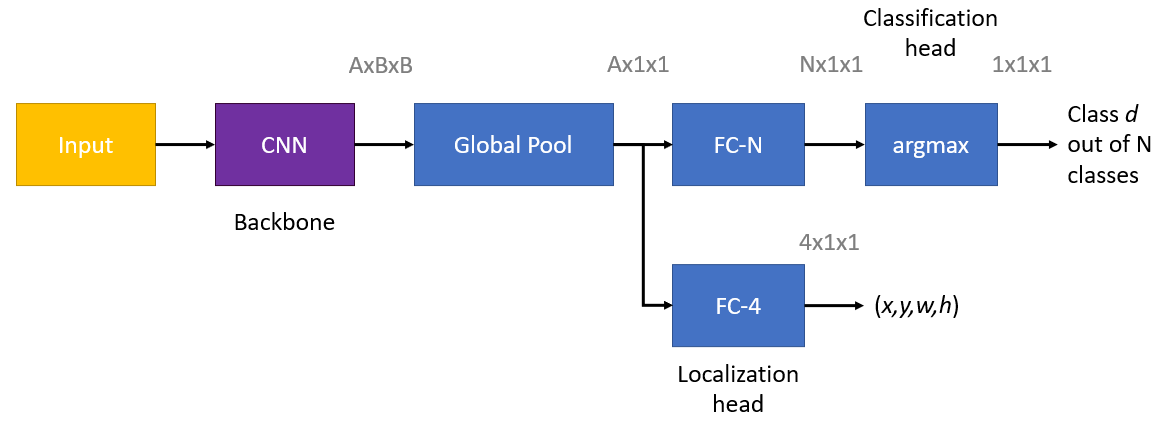 Classification
head
AxBxB
Ax1x1
Nx1x1
1x1x1
Input
CNN
Global Pool
FC-N
argmax
Class d
out of N
classes
Backbone
4x1x1
FC-4
(x,y,w,h)
Localization
head